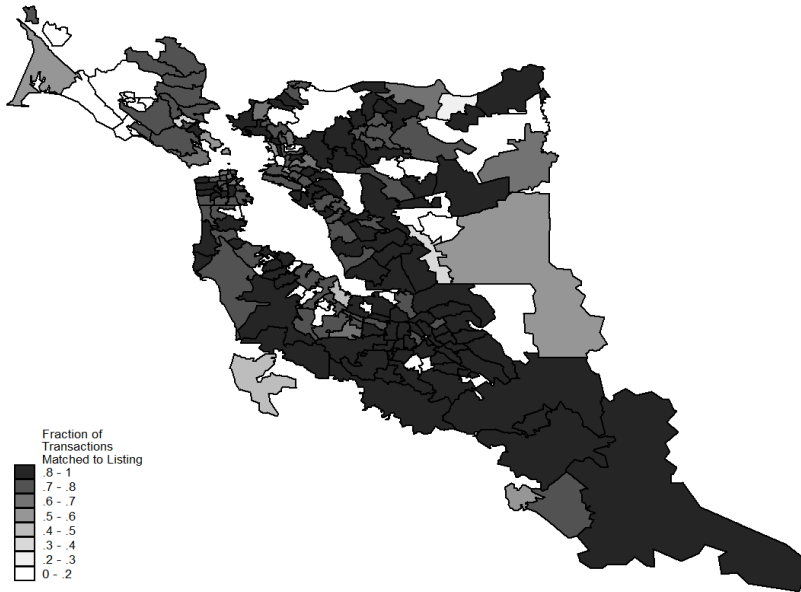 Fraction of
Transactions
Matched to Listing
.8 - 1
.7 - .8
.6 - .7
.5 - .6
.4 - .5
.3 - .4
.2 - .3
0 - .2